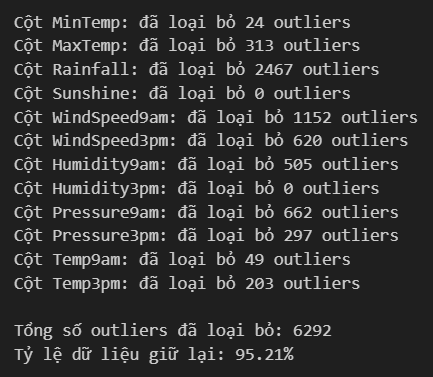 Cột MinTemp: đã loại bỏ 24 outliers
Cột MaxTemp: đã loại bỏ 313 outliers
Cột Rainfall: đã loại bỏ 2467 outliers
Cột Sunshine: đã loại bỏ 0 outliers
Cột WindSpeed9am: đã loại bỏ 1152 outliers
Cột WindSpeed3pm: đã loại bỏ 620 outliers
Cột Humidity9am: đã loại bỏ 505 outliers
Cột Humidity3pm: đã loại bỏ 0 outliers
Cột Pressure9am: đã loại bỏ 662 outliers
Cột Pressure3pm: đã loại bỏ 297 outliers
Cột Temp9am: đã loại bỏ 49 outliers
Cột Temp3pm: đã loại bỏ 203 outliers
Tổng số outliers đã loại bỏ: 6292
Tỷ lệ dữ liệu giữ lại: 95.21%